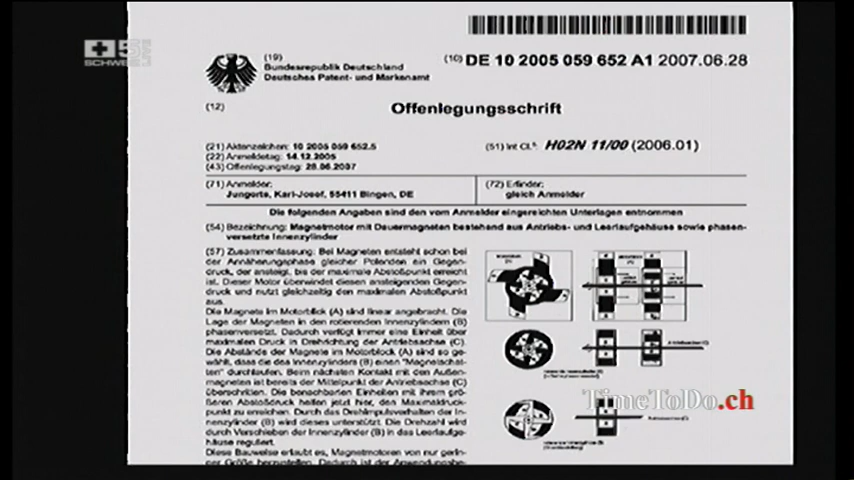 SCHWEIZ 5
(19)
Bundesrepublik Deutschland
Deutsches Patent- und Markenamt
(10) DE 10 2005 059 652 A1 2007.06.28
(12)
Offenlegungsschrift
(21) Aktenzeichen: 10 2005 059 652.5
(22) Anmeldetag: 14.12.2005
(43) Offenlegungstag: 28.06.2007
(51) Int Cl.⁸: H02N 11/00 (2006.01)
(71) Anmelder:
Jungerts, Karl-Josef, 55411 Bingen, DE
(72) Erfinder:
gleich Anmelder
Die folgenden Angaben sind den vom Anmelder eingereichten Unterlagen entnommen
(54) Bezeichnung: Magnetmotor mit Dauermagneten bestehend aus Antriebs- und Leerlaufgehäuse sowie phasen-
versetzte Innenzylinder
(57) Zusammenfassung: Bei Magneten entsteht schon bei
der Annäherungsphase gleicher Polenden ein Gegen-
druck, der ansteigt, bis der maximale Abstoßpunkt erreicht
ist. Dieser Motor überwindet diesen ansteigenden Gegen-
druck und nutzt gleichzeitig den maximalen Abstoßpunkt
aus.
Die Magnete im Motorblick (A) sind linear angebracht. Die
Lage der Magneten in den rotierenden Innenzylindern (B)
phasenversetzt. Dadurch verfügt immer eine Einheit über
maximalen Druck in Drehrichtung der Antriebsachse (C)
Die Abstände der Magnete im Motorblock (A) sind so ge-
wählt, dass die des Innenzylinders (B) einen "Magnetschat-
ten" durchlaufen. Beim nächsten Kontakt mit den Außen-
magneten ist bereits der Mittelpunkt der Antriebsachse (C)
überschritten. Die benachbarten Einheiten mit ihrem grö-
ßeren Abstoßdruck helfen jetzt hier, den Maximaldruck-
punkt zu erreichen. Durch das Drehimpulsverhalten der In-
nenzylinder (B) wird dieses unterstützt. Die Drehzahl wird
durch Verschieben der Innenzylinder (B) in das Leerlaufge-
häuse reguliert.
Diese Bauweise erlaubt es, Magnetmotoren von nur gerin-
ger Größe herzustellen. Dadurch ist der Anwendungsbe-
TimeToDo.ch